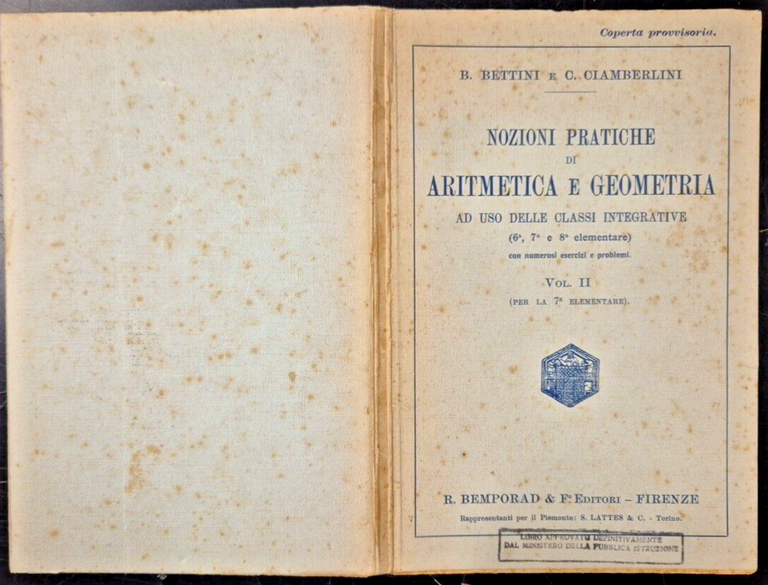 Coperta provvisoria.
B. BETTINI E C. CIAMBERLINI
NOZIONI PRATICHE
DI
ARITMETICA E GEOMETRIA
AD USO DELLE CLASSI INTEGRATIVE
(6ª, 7ª e 8ª elementare)
con numerosi esercizi e problemi.
VOL. II
(PER LA 7ª ELEMENTARE).
R. BEMPORAD & F.º EDITORI – FIRENZE
Rappresentanti per il Piemonte: S. LATTES & C. - Torino.
LIBRO APPROVATO DEFINITIVAMENTE
DAL MINISTERO DELLA PUBBLICA ISTRUZIONE